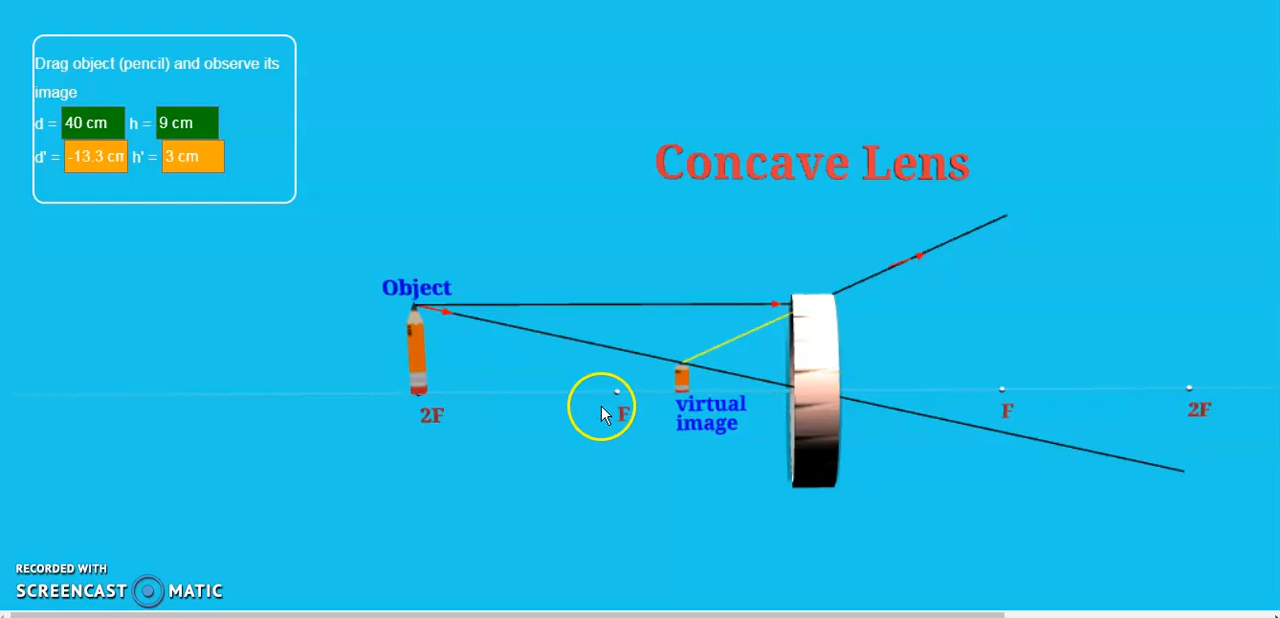 Drag object (pencil) and observe its
image
d = 40 cm h = 9 cm
d' = -13.3 cm h' = 3 cm
Concave Lens
Object
2F
F
virtual
image
F
2F
RECORDED WITH
SCREENCAST MATIC